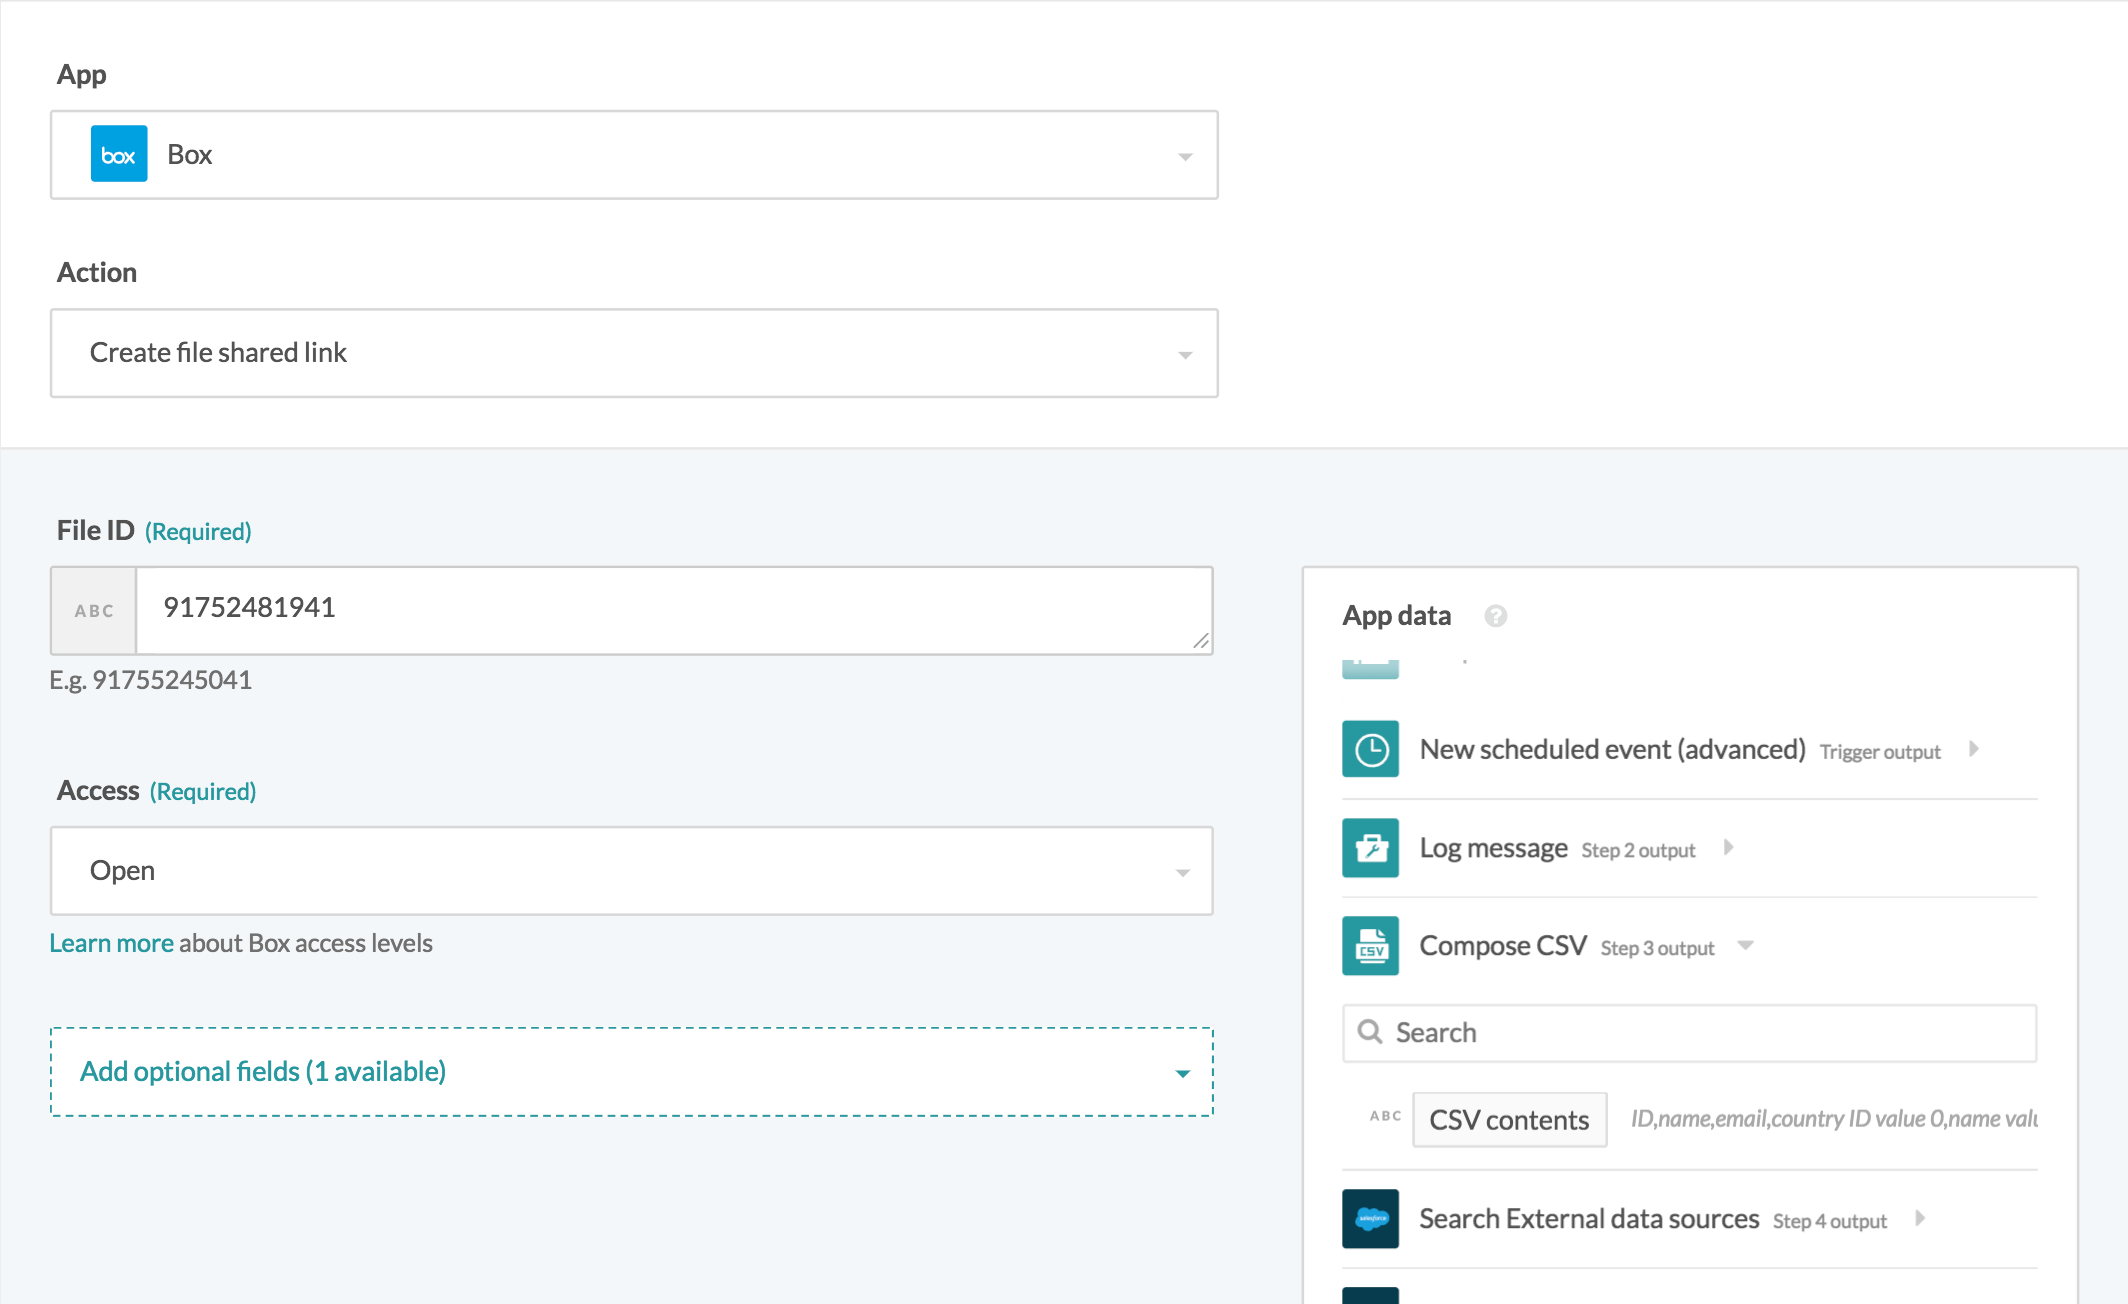 App
box Box
Action
Create file shared link
File ID (Required)
ABC 91752481941
E.g. 91755245041
Access (Required)
Open
Learn more about Box access levels
Add optional fields (1 available)
App data ?
New scheduled event (advanced) Trigger output
Log message Step 2 output
CSV Compose CSV Step 3 output
Search
ABC CSV contents ID,name,email,country ID value 0,name valu
salesforce Search External data sources Step 4 output